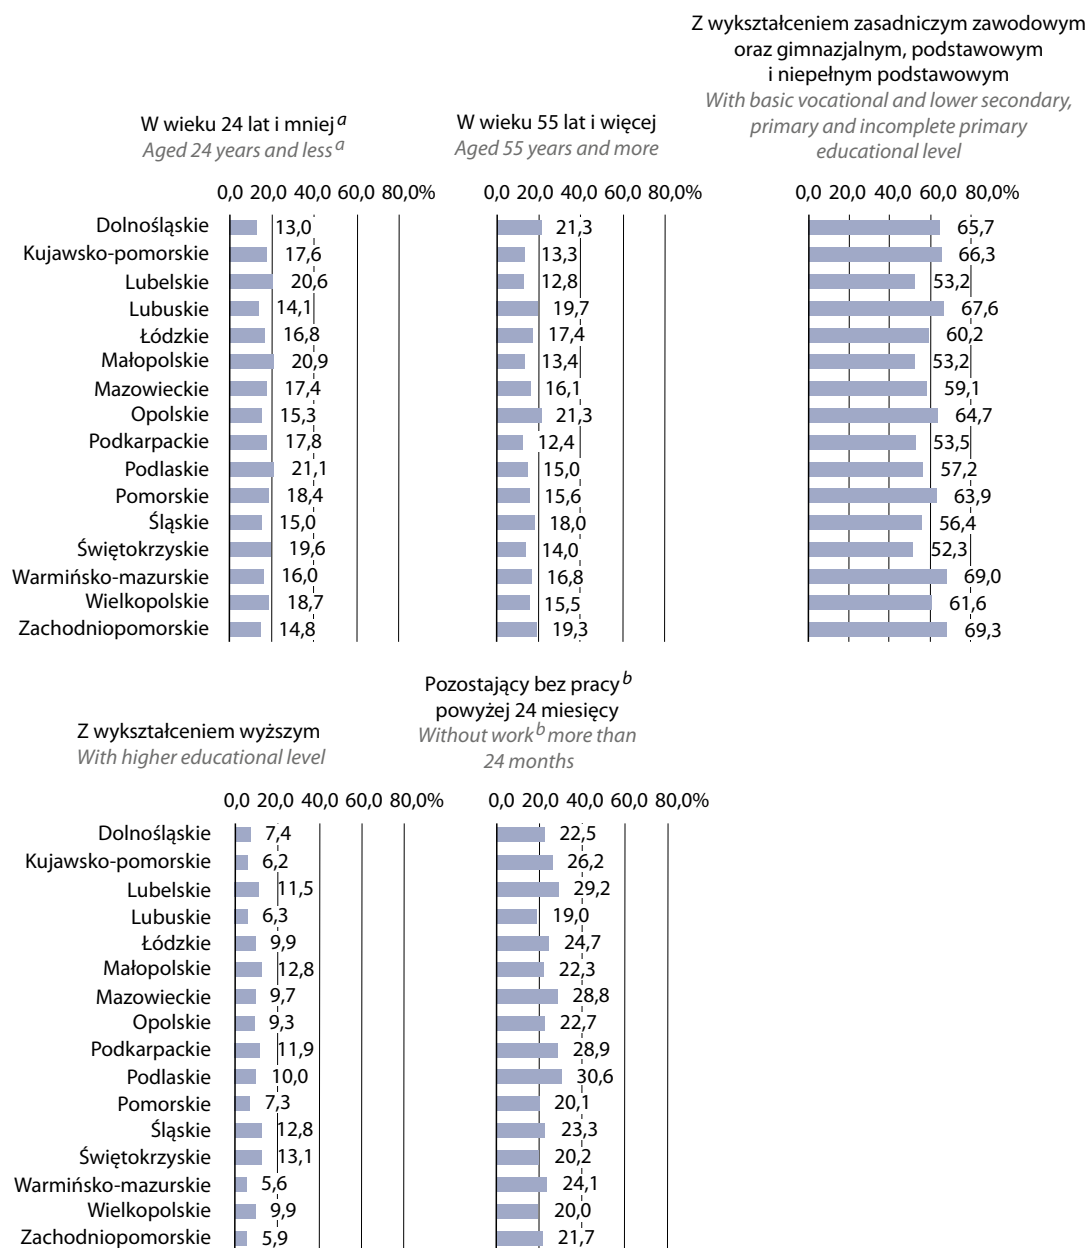 Z wykształceniem zasadniczym zawodowym
oraz gimnazjalnym, podstawowym
i niepełnym podstawowym
With basic vocational and lower secondary,
primary and incomplete primary
educational level
W wieku 24 lat i mniej a
Aged 24 years and less a
W wieku 55 lat i więcej
Aged 55 years and more
0,0 20,0 40,0 60,0 80,0% 0,0 20,0 40,0 60,0 80,0% 0,0 20,0 40,0 60,0 80,0%
Dolnośląskie 13,0 21,3 65,7
Kujawsko-pomorskie 17,6 13,3 66,3
Lubelskie 20,6 12,8 53,2
Lubuskie 14,1 19,7 67,6
Łódzkie 16,8 17,4 60,2
Małopolskie 20,9 13,4 53,2
Mazowieckie 17,4 16,1 59,1
Opolskie 15,3 21,3 64,7
Podkarpackie 17,8 12,4 53,5
Podlaskie 21,1 15,0 57,2
Pomorskie 18,4 15,6 63,9
Śląskie 15,0 18,0 56,4
Świętokrzyskie 19,6 14,0 52,3
Warmińsko-mazurskie 16,0 16,8 69,0
Wielkopolskie 18,7 15,5 61,6
Zachodniopomorskie 14,8 19,3 69,3
Z wykształceniem wyższym
With higher educational level
Pozostający bez pracy b
powyżej 24 miesięcy
Without work b more than
24 months
0,0 20,0 40,0 60,0 80,0% 0,0 20,0 40,0 60,0 80,0%
Dolnośląskie 7,4 22,5
Kujawsko-pomorskie 6,2 26,2
Lubelskie 11,5 29,2
Lubuskie 6,3 19,0
Łódzkie 9,9 24,7
Małopolskie 12,8 22,3
Mazowieckie 9,7 28,8
Opolskie 9,3 22,7
Podkarpackie 11,9 28,9
Podlaskie 10,0 30,6
Pomorskie 7,3 20,1
Śląskie 12,8 23,3
Świętokrzyskie 13,1 20,2
Warmińsko-mazurskie 5,6 24,1
Wielkopolskie 9,9 20,0
Zachodniopomorskie 5,9 21,7